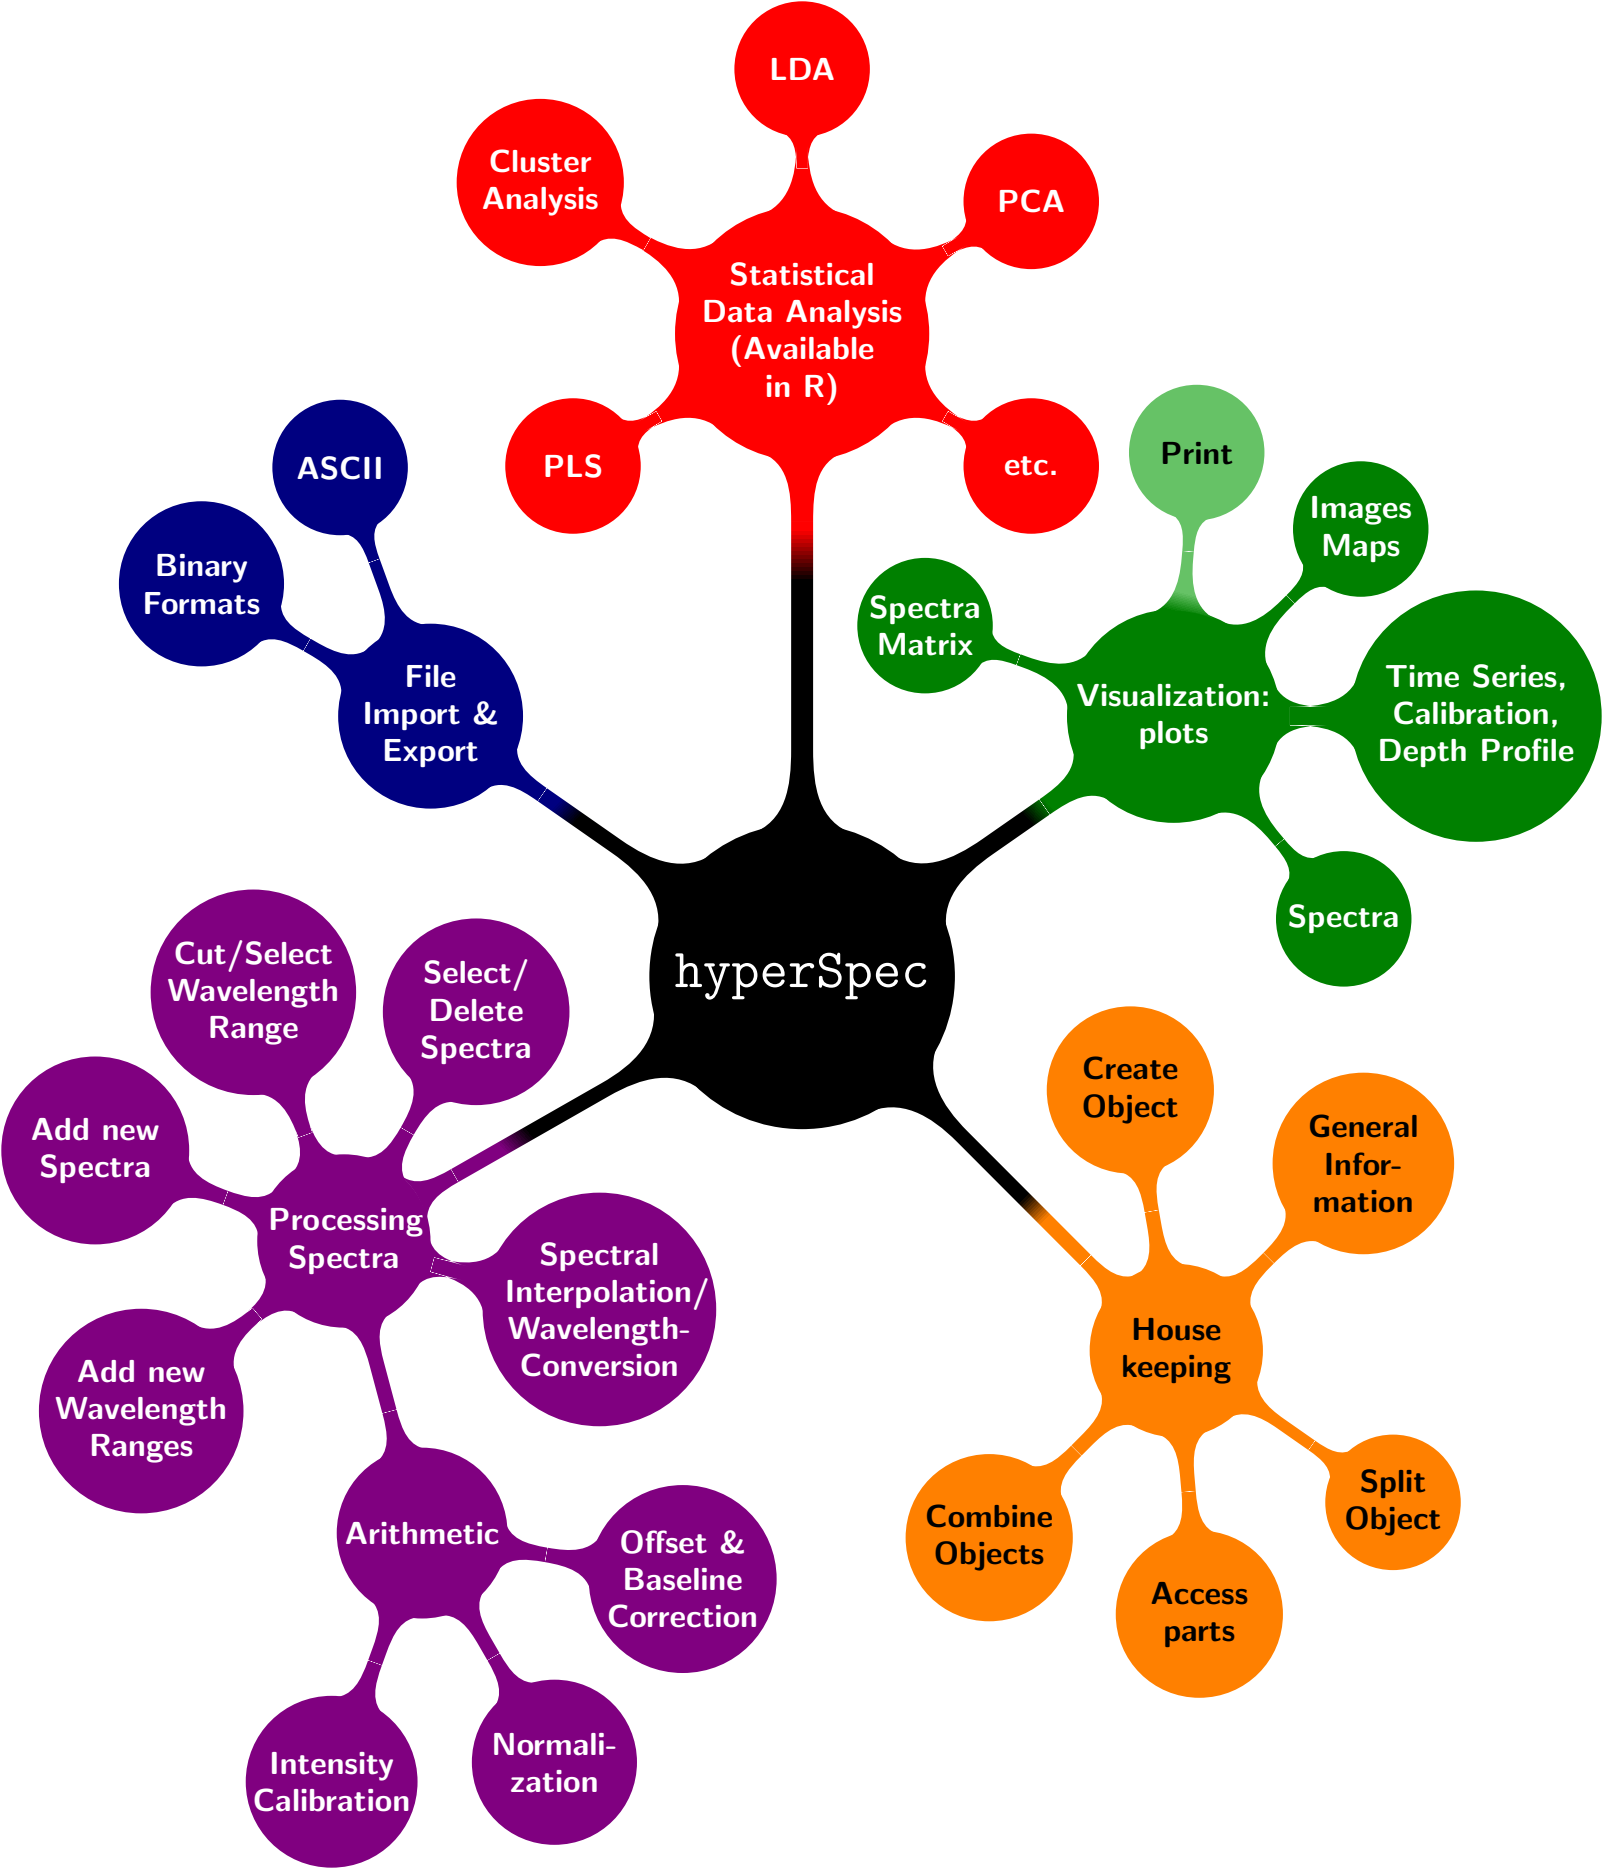 LDA
Cluster
Analysis
PCA
Statistical
Data Analysis
(Available
in R)
PLS
etc.
ASCII
Binary
Formats
File
Import &
Export
Print
Images
Maps
Spectra
Matrix
Visualization:
plots
Time Series,
Calibration,
Depth Profile
Spectra
hyperSpec
Cut/Select
Wavelength
Range
Select/
Delete
Spectra
Add new
Spectra
Processing
Spectra
Spectral
Interpolation/
Wavelength-
Conversion
Add new
Wavelength
Ranges
Arithmetic
Offset &
Baseline
Correction
Intensity
Calibration
Normali-
zation
Create
Object
General
Infor-
mation
House
keeping
Combine
Objects
Access
parts
Split
Object